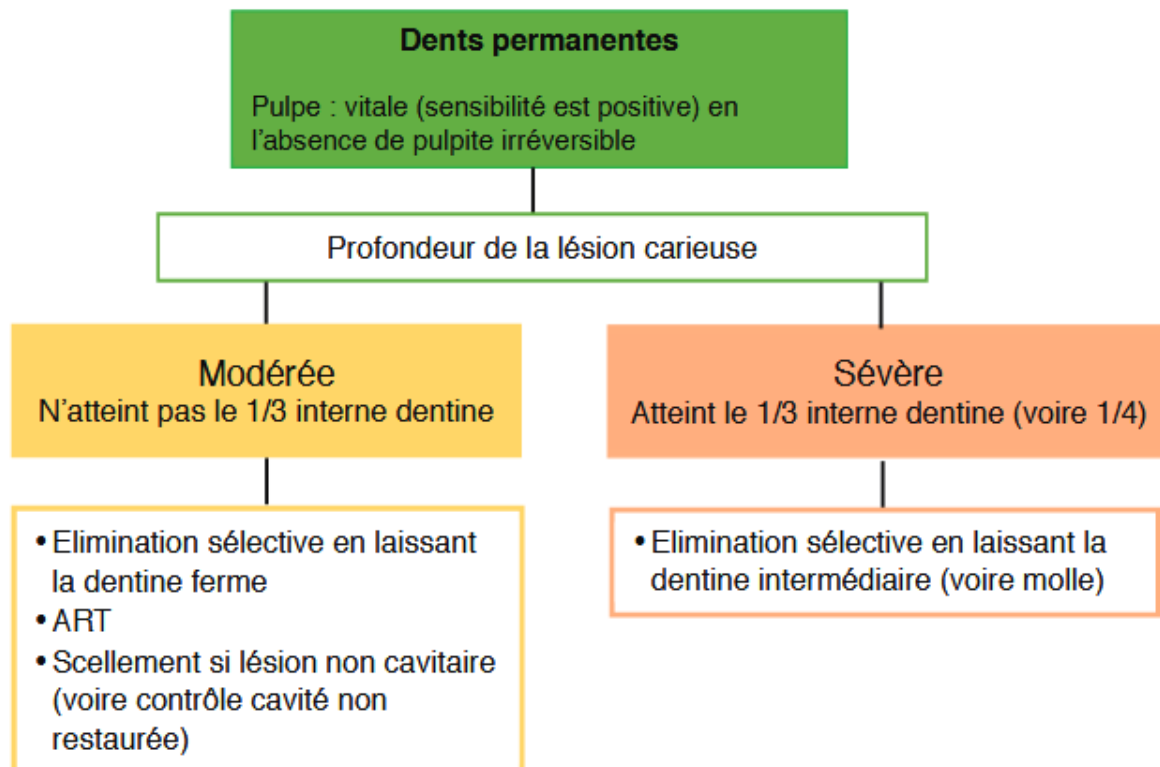 Dents permanentes
Pulpe : vitale (sensibilité est positive) en
l'absence de pulpite irréversible
Profondeur de la lésion carieuse
Modérée
N'atteint pas le 1/3 interne dentine
Sévère
Atteint le 1/3 interne dentine (voire 1/4)
• Elimination sélective en laissant
la dentine ferme
• ART
• Scellement si lésion non cavitaire
(voire contrôle cavité non
restaurée)
• Elimination sélective en laissant la
dentine intermédiaire (voire molle)